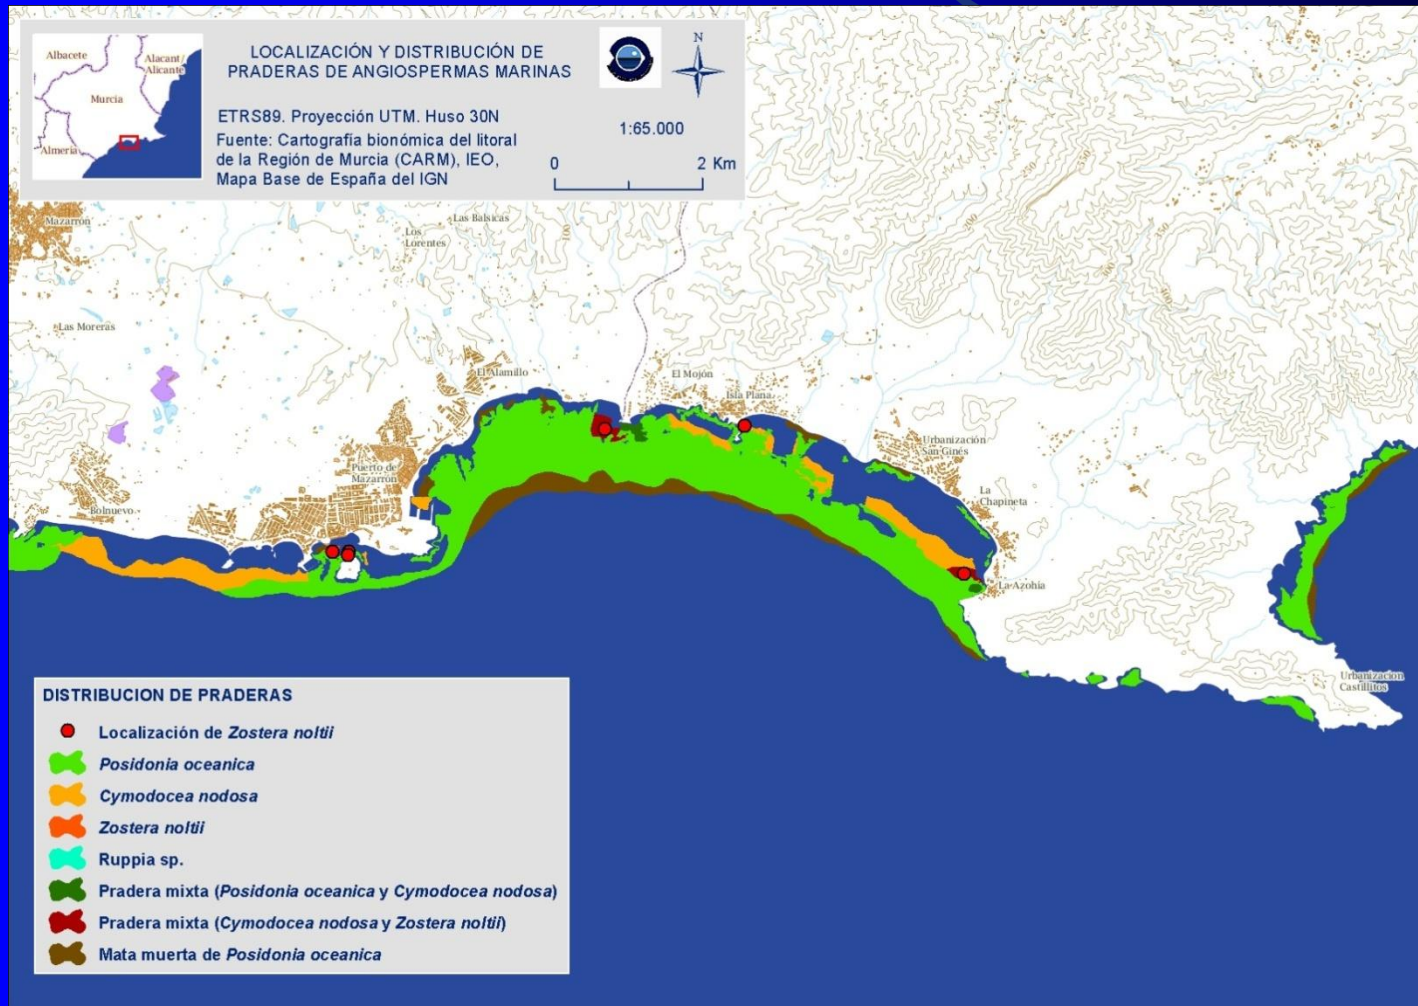 Albacete
Alacant/
Alicante
Murcia
Almería
LOCALIZACIÓN Y DISTRIBUCIÓN DE
PRADERAS DE ANGIOSPERMAS MARINAS
ETRS89. Proyección UTM. Huso 30N
Fuente: Cartografía bionómica del litoral
de la Región de Murcia (CARM), IEO,
Mapa Base de España del IGN
N
1:65.000
0 2 Km
Mazarrón
Las Balsicas
Los
Lorentes
100
250
350
200
150
Las Moreras
El Alamillo
El Mojón
Isla Plana
Puerto de
Mazarrón
Urbanización
San Ginés
La
Chapineta
Bolnuevo
La Azohía
Urbanización
Castillitos
DISTRIBUCION DE PRADERAS
Localización de Zostera noltii
Posidonia oceanica
Cymodocea nodosa
Zostera noltii
Ruppia sp.
Pradera mixta (Posidonia oceanica y Cymodocea nodosa)
Pradera mixta (Cymodocea nodosa y Zostera noltii)
Mata muerta de Posidonia oceanica